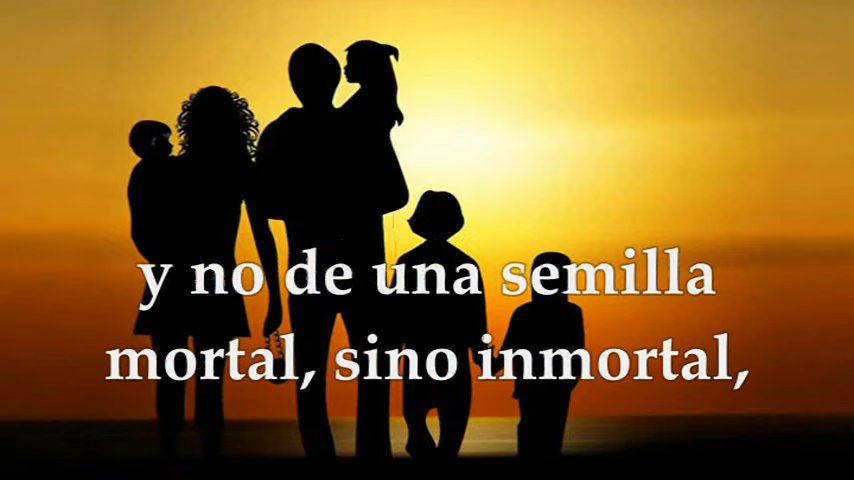 y no de una semilla
mortal, sino inmortal,